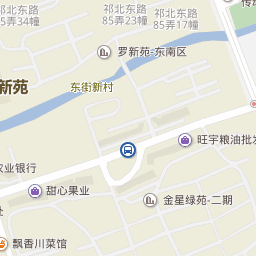 祁北东路
85弄34幢
祁北东路
85弄23幢
祁北东路
85弄17幢
罗新苑-东南区
新苑
东街新村
旺宇粮油批发
农业银行
甜心果业
金星绿苑-二期
飘香川菜馆